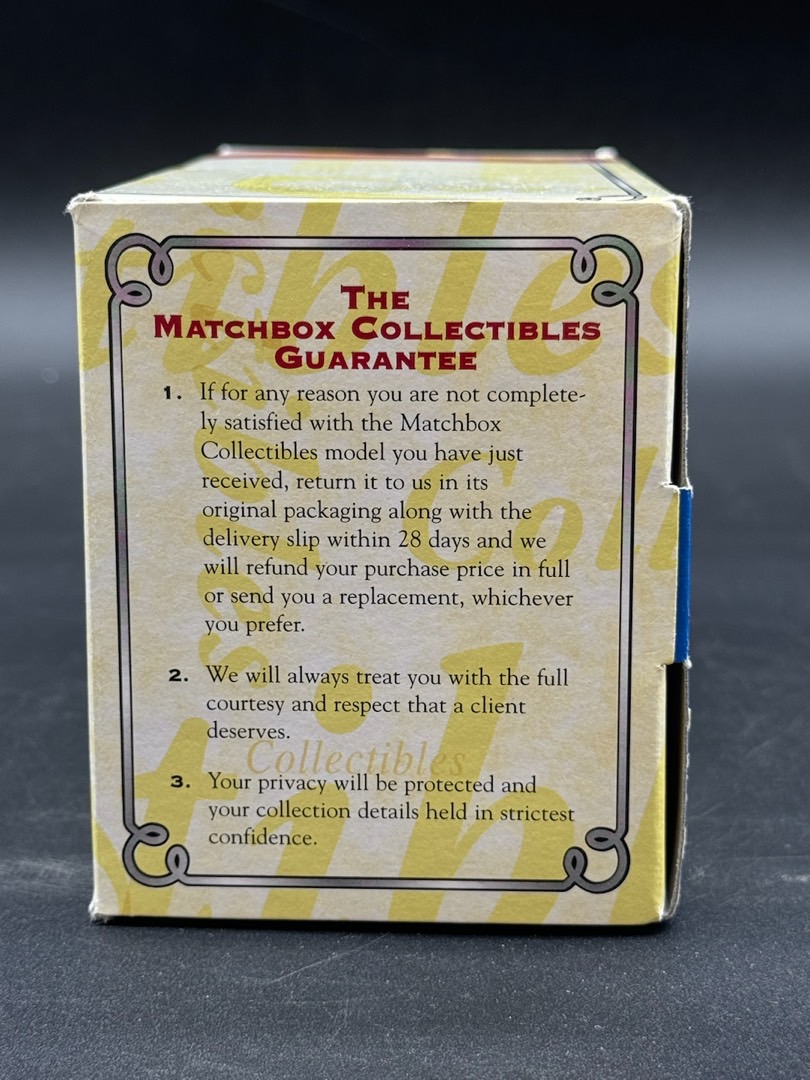 The
Matchbox Collectibles
Guarantee
1. If for any reason you are not complete-
ly satisfied with the Matchbox
Collectibles model you have just
received, return it to us in its
original packaging along with the
delivery slip within 28 days and we
will refund your purchase price in full
or send you a replacement, whichever
you prefer.
2. We will always treat you with the full
courtesy and respect that a client
deserves.
Collectibles
3. Your privacy will be protected and
your collection details held in strictest
confidence.